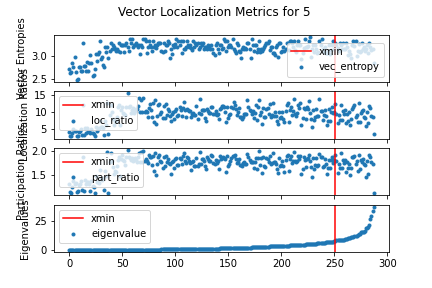 Vector Localization Metrics for 5
Vector Entropies
3.0
2.5
xmin
vec_entropy
Localization Ratios
15
10
5
xmin
loc_ratio
Participation Ratios
2.0
1.5
xmin
part_ratio
Eigenvalues
25
0
xmin
eigenvalue
0 50 100 150 200 250 300